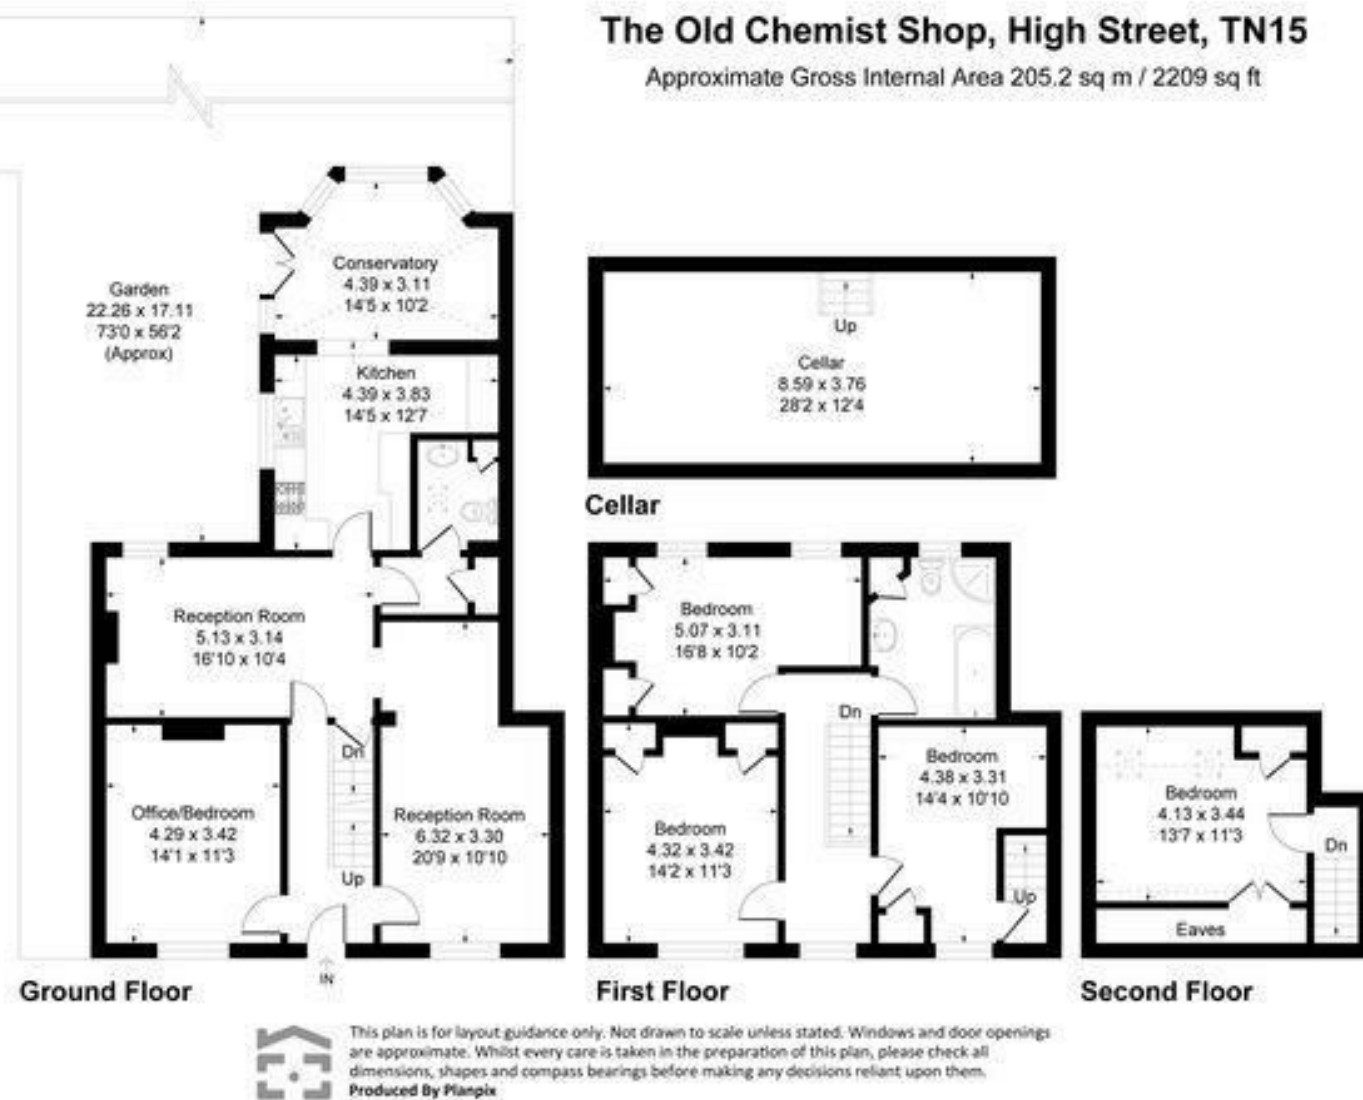 The Old Chemist Shop, High Street, TN15
Approximate Gross Internal Area 205.2 sq m / 2209 sq ft
Garden
22.26 x 17.11
73'0 x 56'2
(Approx)
Conservatory
4.39 x 3.11
14'5 x 10'2
Kitchen
4.39 x 3.83
14'5 x 12'7
Reception Room
5.13 x 3.14
16'10 x 10'4
Dn
Office/Bedroom
4.29 x 3.42
14'1 x 11'3
Reception Room
6.32 x 3.30
20'9 x 10'10
Up
IN
Ground Floor
Up
Cellar
8.59 x 3.76
28'2 x 12'4
Cellar
Bedroom
5.07 x 3.11
16'8 x 10'2
Dn
Bedroom
4.38 x 3.31
14'4 x 10'10
Bedroom
4.32 x 3.42
14'2 x 11'3
Up
First Floor
Bedroom
4.13 x 3.44
13'7 x 11'3
Dn
Eaves
Second Floor
This plan is for layout guidance only. Not drawn to scale unless stated. Windows and door openings
are approximate. Whilst every care is taken in the preparation of this plan, please check all
dimensions, shapes and compass bearings before making any decisions reliant upon them.
Produced By Planpix